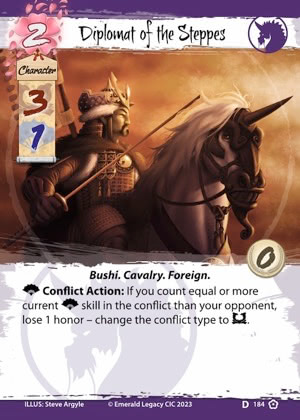 2
Diplomat of the Steppes
Character
3
1
0
Bushi. Cavalry. Foreign.
Conflict Action: If you count equal or more
current skill in the conflict than your opponent,
lose 1 honor – change the conflict type to .
ILLUS: Steve Argyle © Emerald Legacy CIC 2023 D 184